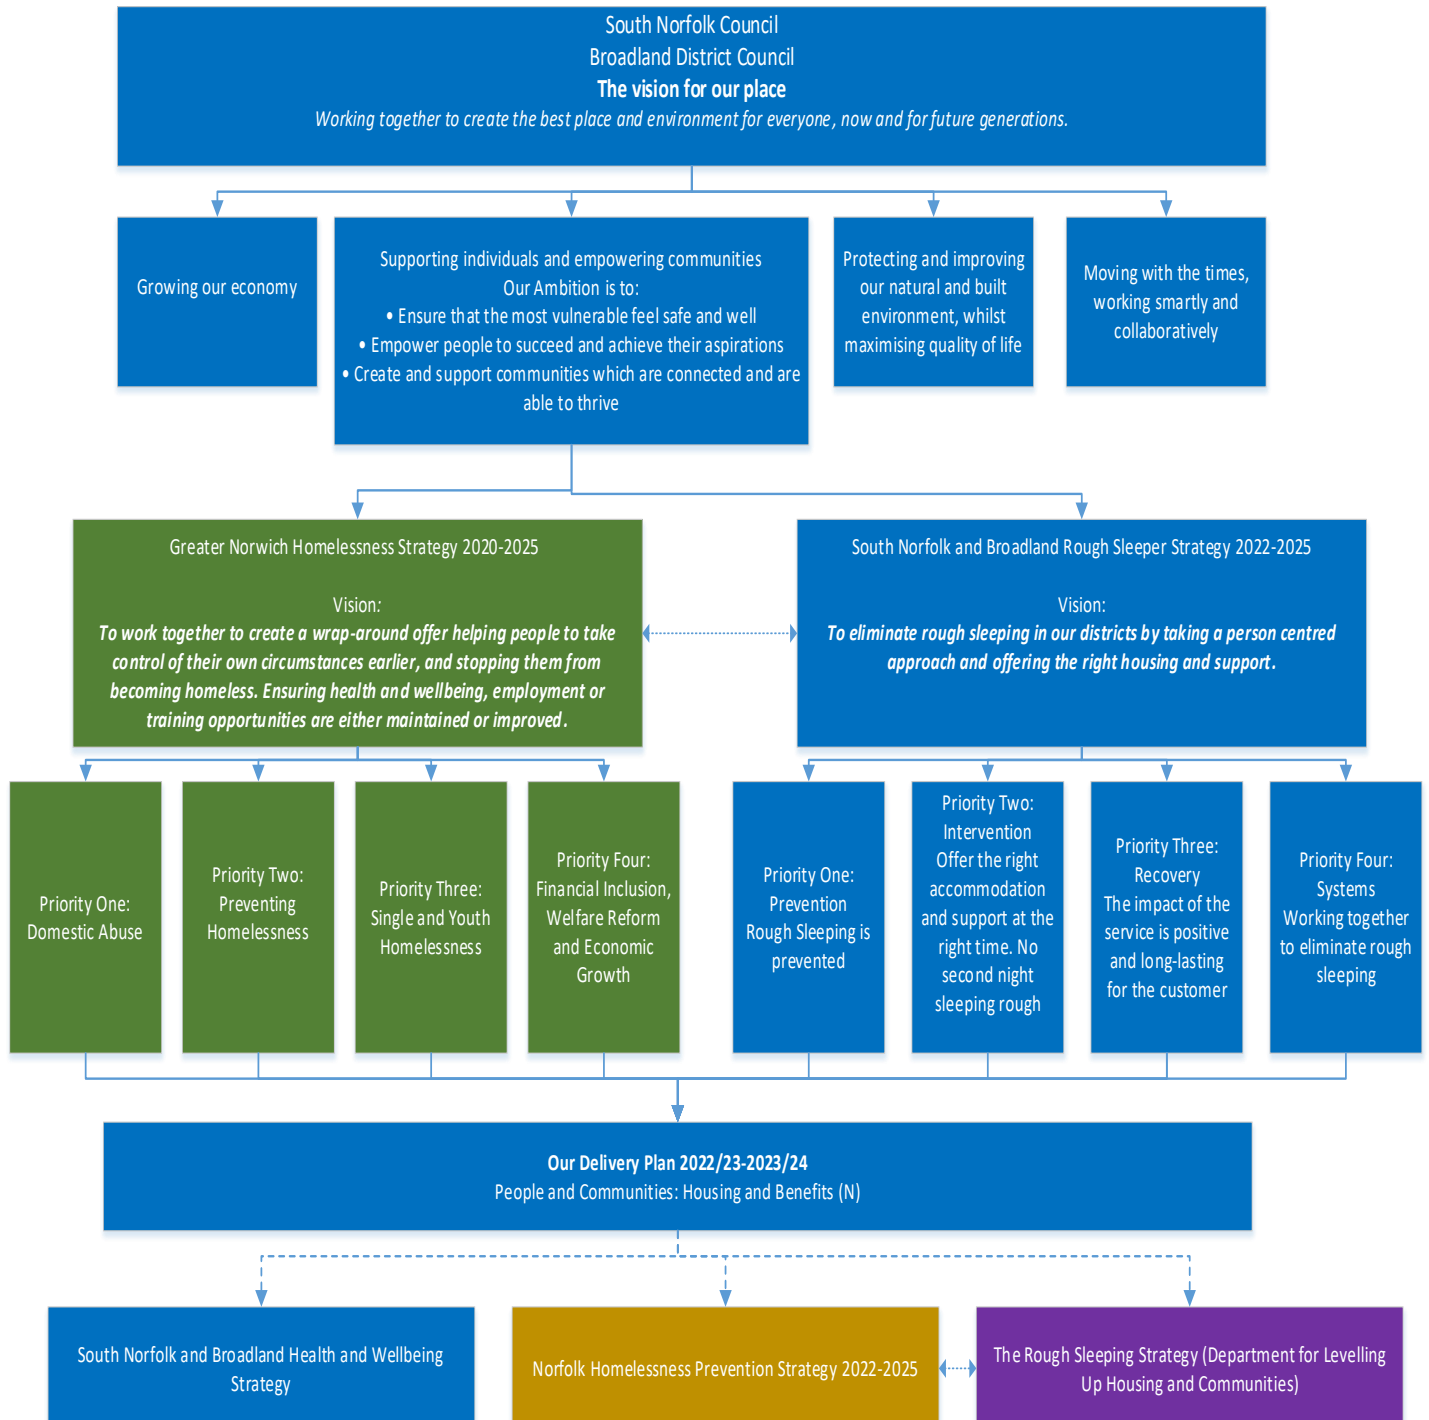 South Norfolk Council
Broadland District Council
The vision for our place
Working together to create the best place and environment for everyone, now and for future generations.
Growing our economy
Supporting individuals and empowering communities
Our Ambition is to:
• Ensure that the most vulnerable feel safe and well
• Empower people to succeed and achieve their aspirations
• Create and support communities which are connected and are
able to thrive
Protecting and improving
our natural and built
environment, whilst
maximising quality of life
Moving with the times,
working smartly and
collaboratively
Greater Norwich Homelessness Strategy 2020-2025
Vision:
To work together to create a wrap-around offer helping people to take
control of their own circumstances earlier, and stopping them from
becoming homeless. Ensuring health and wellbeing, employment or
training opportunities are either maintained or improved.
South Norfolk and Broadland Rough Sleeper Strategy 2022-2025
Vision:
To eliminate rough sleeping in our districts by taking a person centred
approach and offering the right housing and support.
Priority One:
Domestic Abuse
Priority Two:
Preventing
Homelessness
Priority Three:
Single and Youth
Homelessness
Priority Four:
Financial Inclusion,
Welfare Reform
and Economic
Growth
Priority One:
Prevention
Rough Sleeping is
prevented
Priority Two:
Intervention
Offer the right
accommodation
and support at the
right time. No
second night
sleeping rough
Priority Three:
Recovery
The impact of the
service is positive
and long-lasting
for the customer
Priority Four:
Systems
Working together
to eliminate rough
sleeping
Our Delivery Plan 2022/23-2023/24
People and Communities: Housing and Benefits (N)
South Norfolk and Broadland Health and Wellbeing
Strategy
Norfolk Homelessness Prevention Strategy 2022-2025
The Rough Sleeping Strategy (Department for Levelling
Up Housing and Communities)